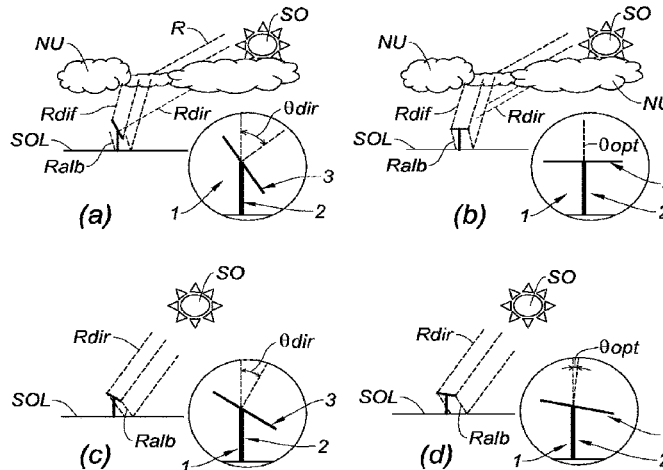 SO
R
NU
Rdif
Rdir
θdir
SOL
Ralb
3
1
2
(a)
SO
NU
Rdif
Rdir
SOL
Ralb
θopt
1
2
(b)
SO
Rdir
θdir
SOL
3
Ralb
1
2
(c)
SO
Rdir
θopt
SOL
Ralb
1
2
(d)